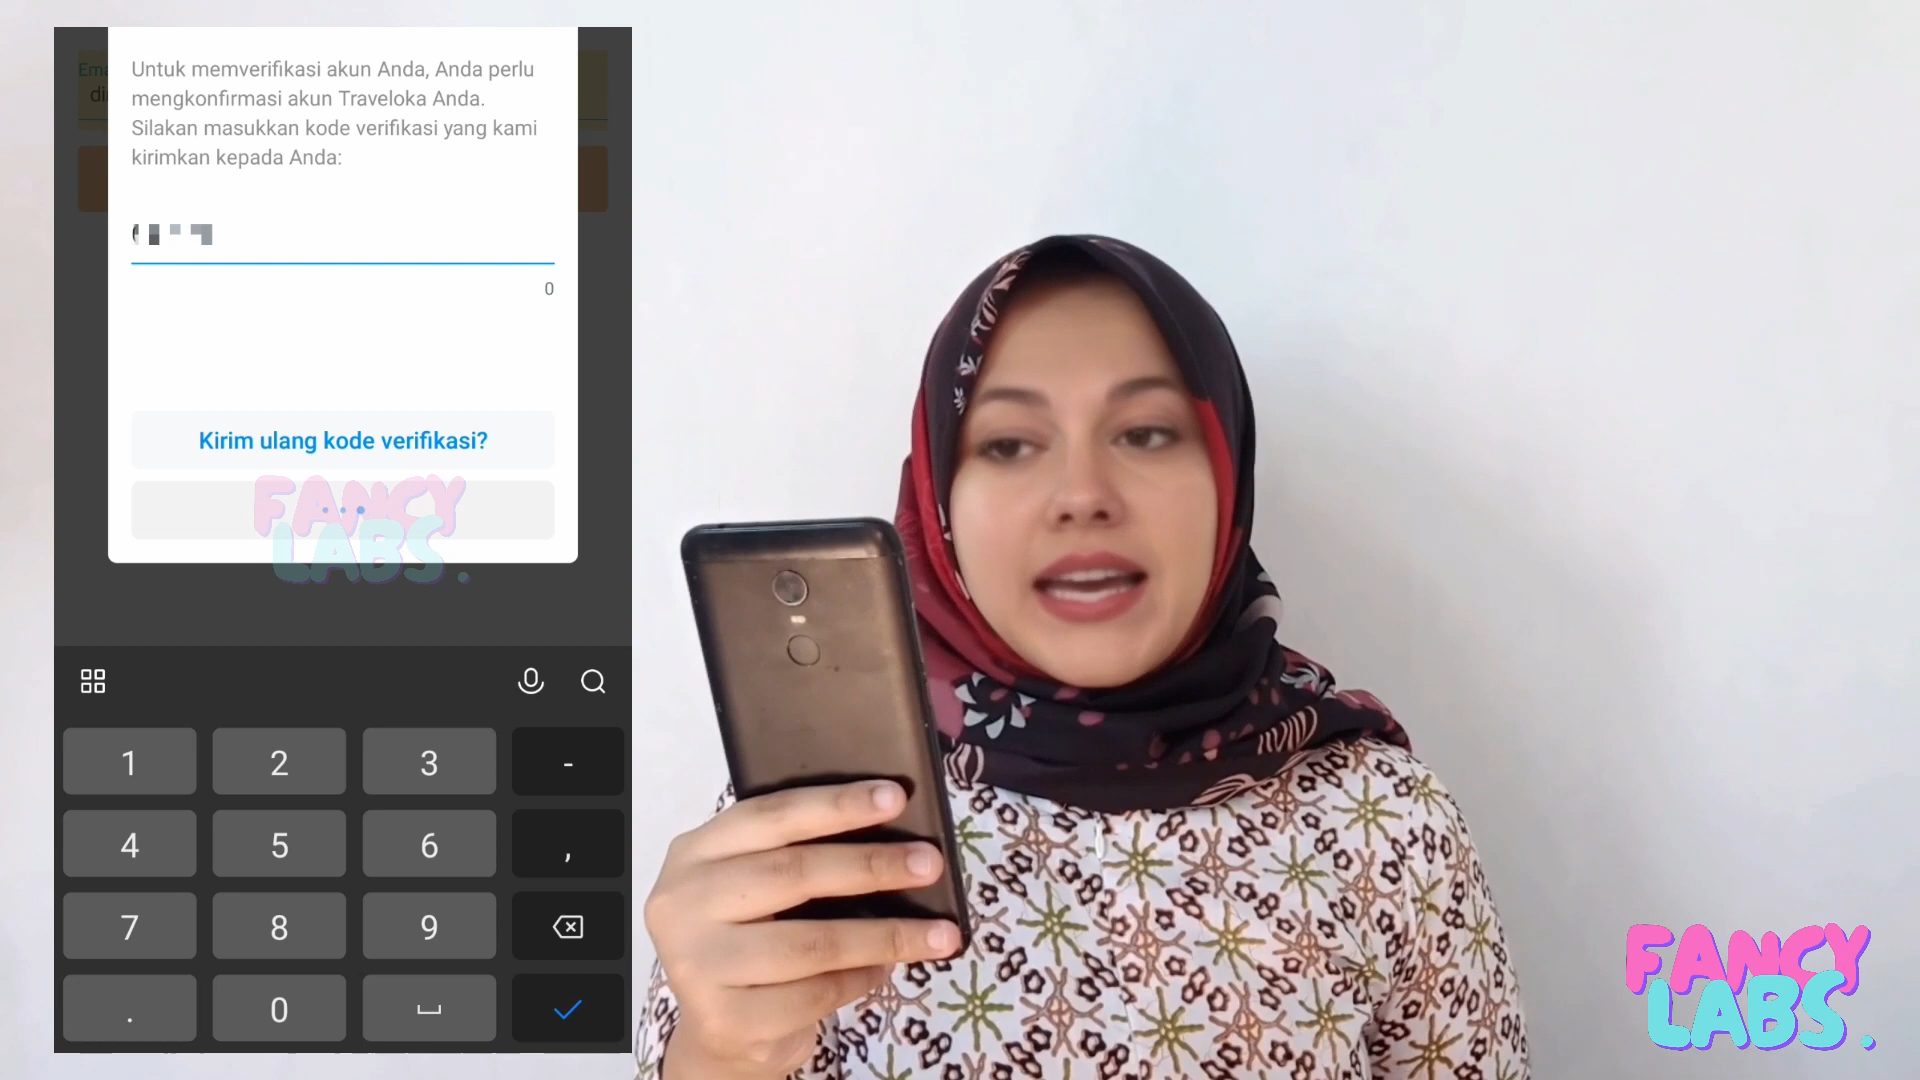 Ema
di
Untuk memverifikasi akun Anda, Anda perlu
mengkonfirmasi akun Traveloka Anda.
Silakan masukkan kode verifikasi yang kami
kirimkan kepada Anda:
0
Kirim ulang kode verifikasi?
FANCY
LABS.
1 2 3 -
4 5 6 ,
7 8 9
. 0
FANCY
LABS.